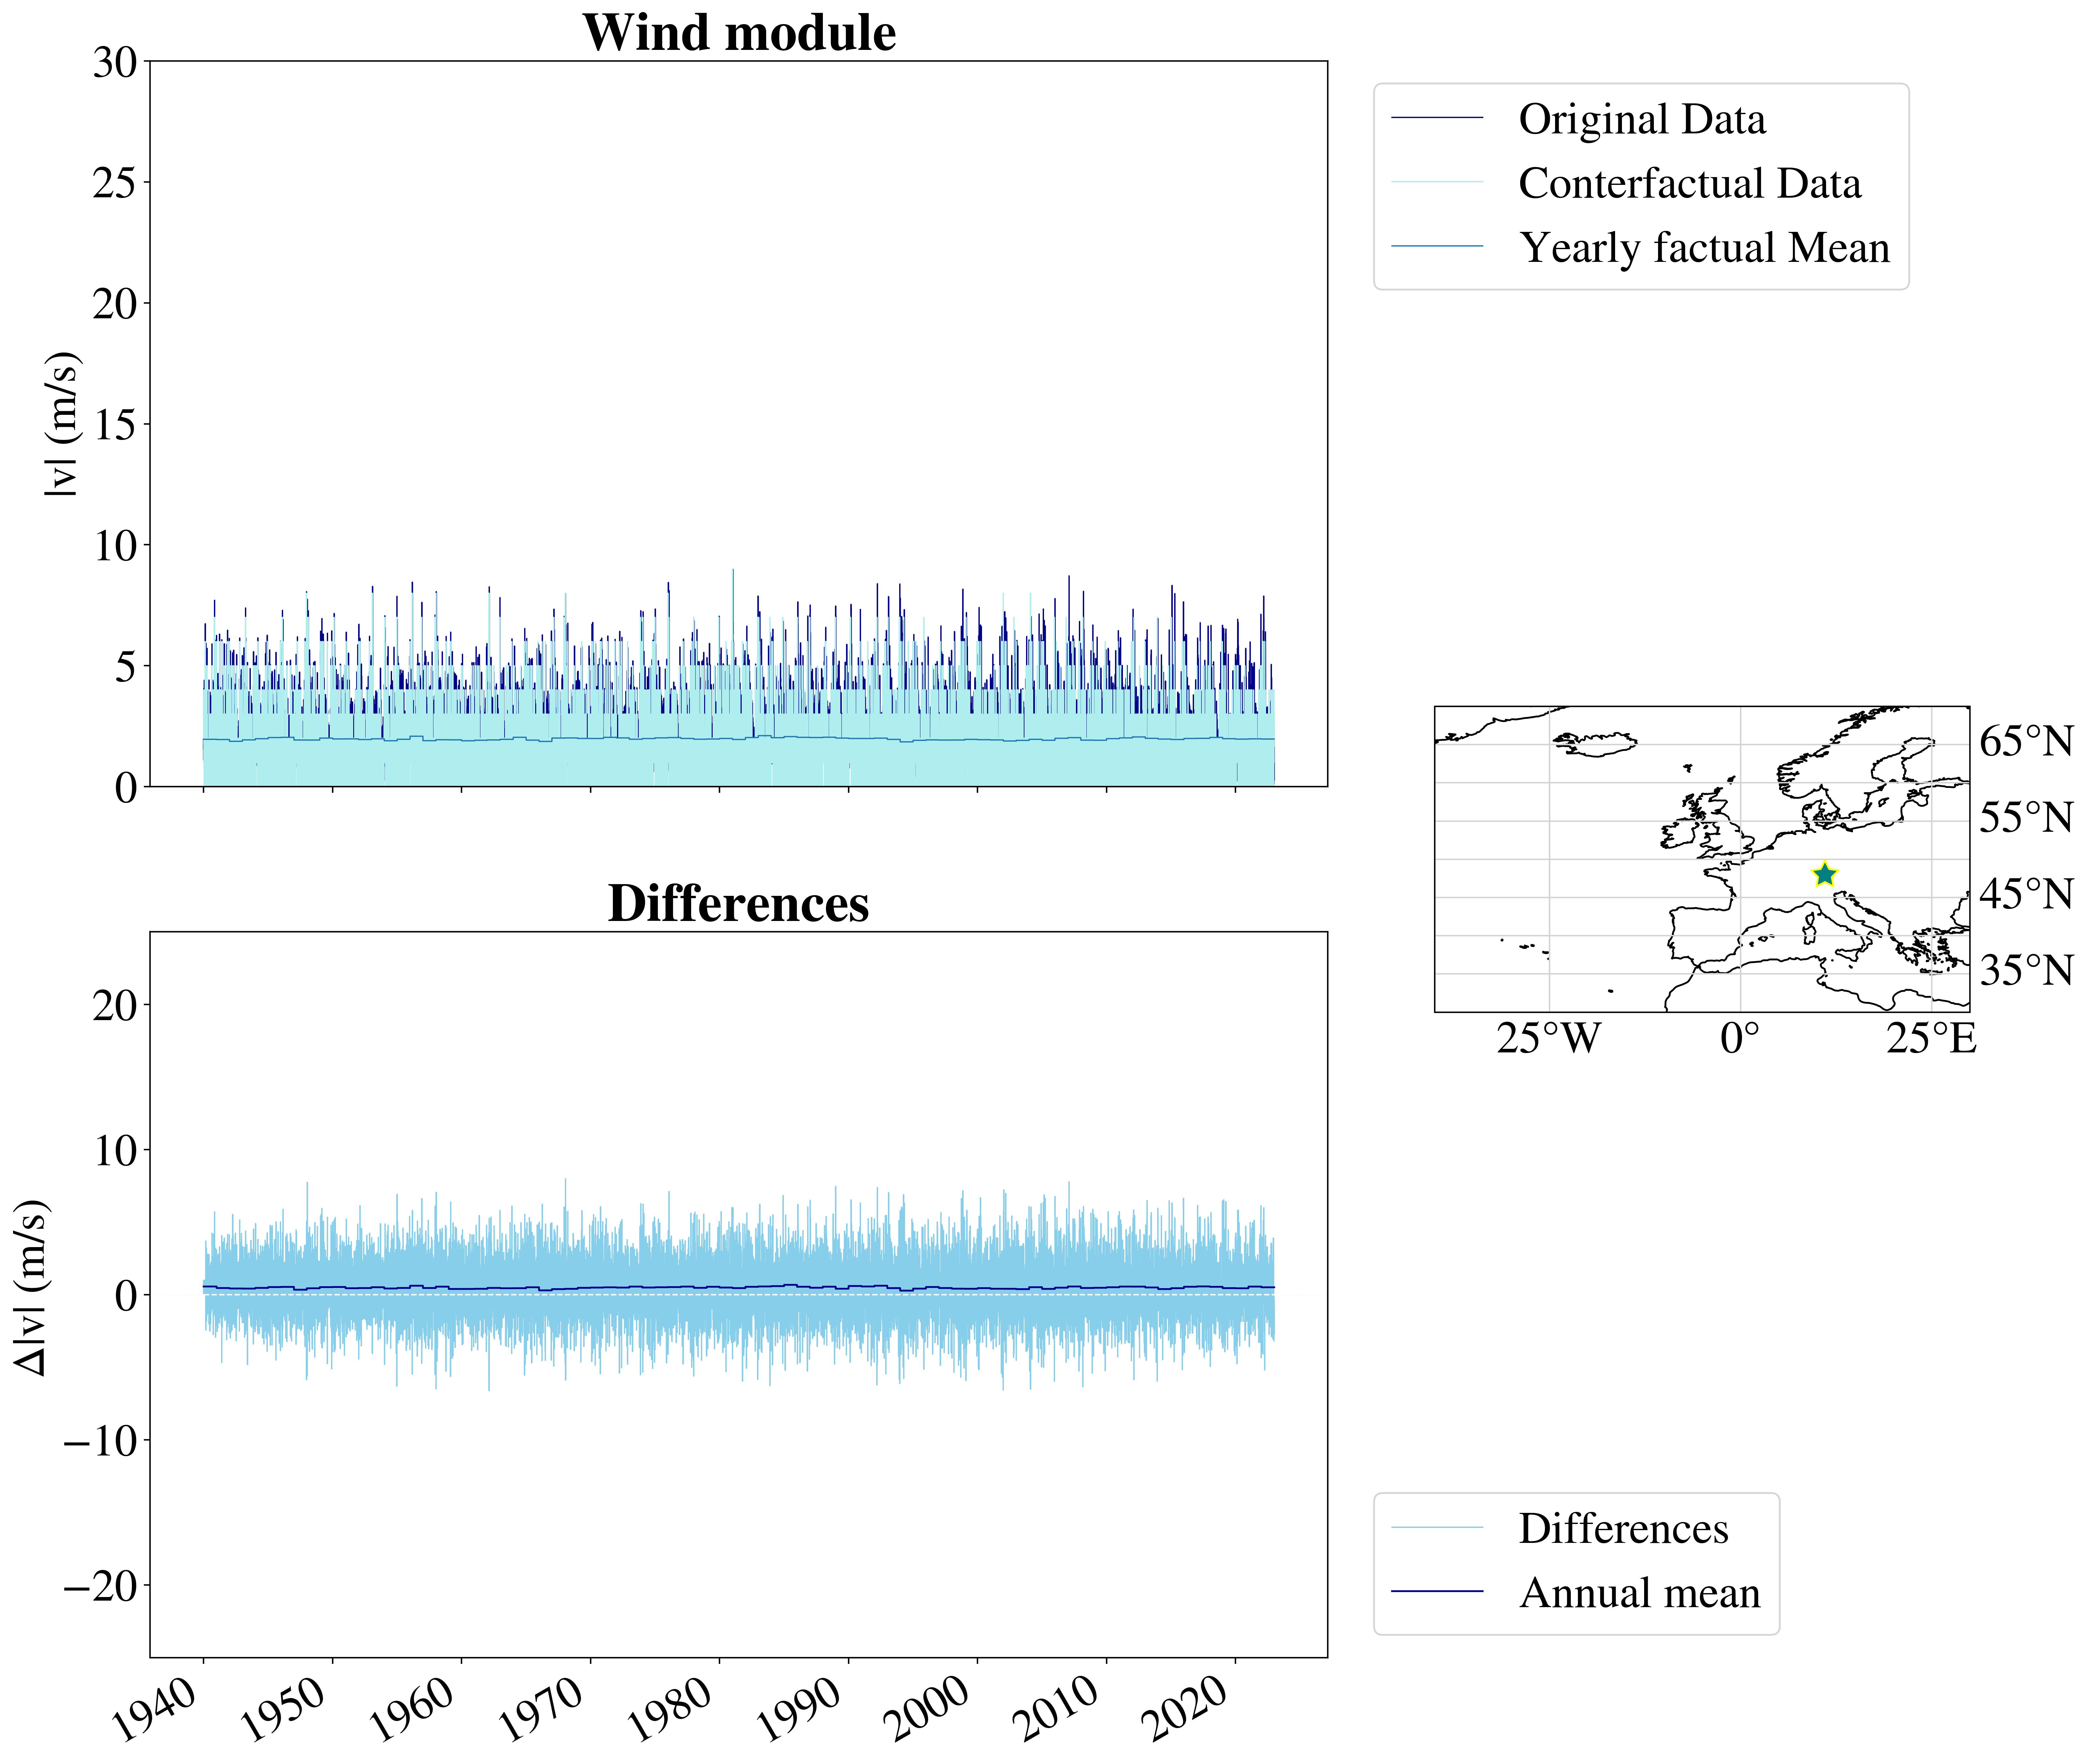 Wind module
30
25
20
15
10
5
0
|v| (m/s)
Original Data
Conterfactual Data
Yearly factual Mean
65°N
55°N
45°N
35°N
25°W 0° 25°E
Differences
20
10
0
−10
−20
Δ|v| (m/s)
1940 1950 1960 1970 1980 1990 2000 2010 2020
Differences
Annual mean